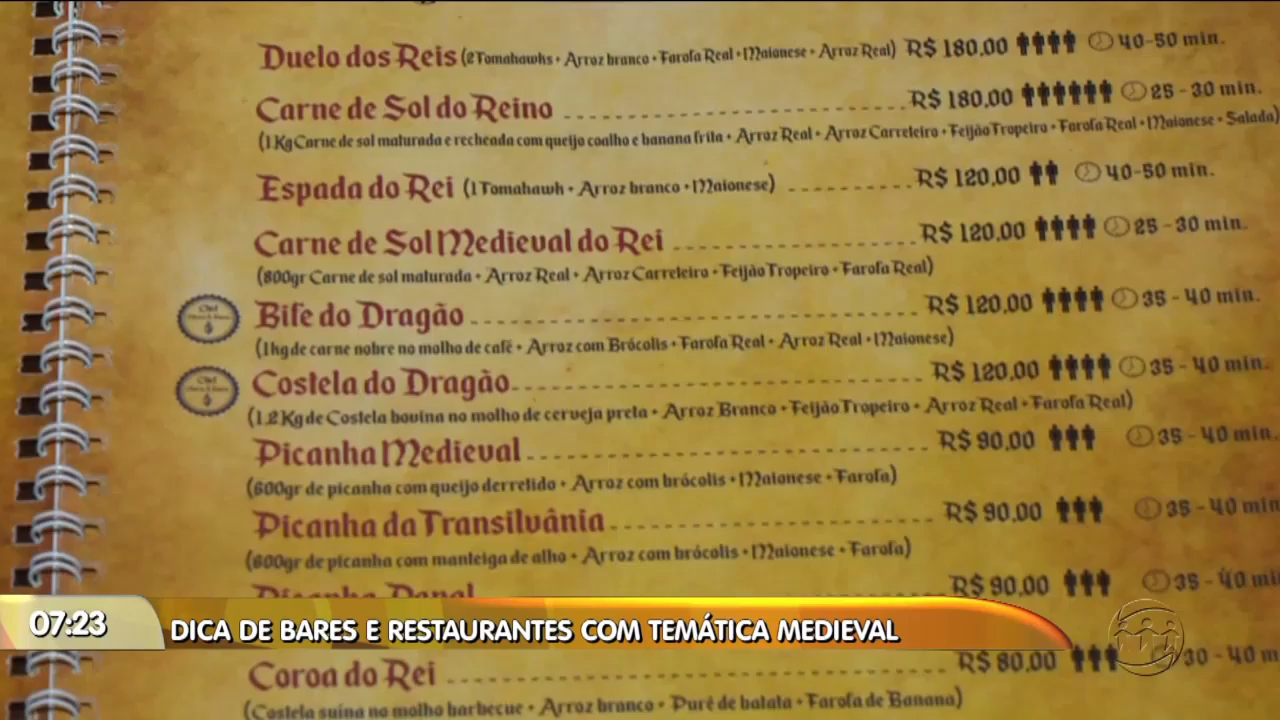 Duelo dos Reis (2 Tomahawks • Arroz branco • Farofa Real • Maionese • Arroz Real) R$ 180,00 40-50 min.
Carne de Sol do Reino R$ 180,00 25 - 30 min.
(1 Kg Carne de sol maturada e recheada com queijo coalho e banana frita • Arroz Real • Arroz Carreteiro • Feijão Tropeiro • Farofa Real • Maionese • Salada)
Espada do Rei (1 Tomahawk • Arroz branco • Maionese) R$ 120,00 40-50 min.
Carne de Sol Medieval do Rei R$ 120,00 25 - 30 min.
(800gr Carne de sol maturada • Arroz Real • Arroz Carreteiro • Feijão Tropeiro • Farofa Real)
Bife do Dragão R$ 120,00 35 - 40 min.
(1kg de carne nobre no molho de café • Arroz com Brócolis • Farofa Real • Arroz Real • Maionese)
Costela do Dragão R$ 120,00 35 - 40 min.
(1.2 Kg de Costela bovina no molho de cerveja preta • Arroz Branco • Feijão Tropeiro • Arroz Real • Farofa Real)
Picanha Medieval R$ 90,00 35 - 40 min.
(600gr de picanha com queijo derretido • Arroz com brócolis • Maionese • Farofa)
Picanha da Transilvânia R$ 90,00 35 - 40 min
(600gr de picanha com manteiga de alho • Arroz com brócolis • Maionese • Farofa)
R$ 90,00 35 - 40 min
07:23 DICA DE BARES E RESTAURANTES COM TEMÁTICA MEDIEVAL
Coroa do Rei R$ 80,00 30 - 40 m
(Costela suína no molho barbecue • Arroz branco • Purê de batata • Farofa de Banana)